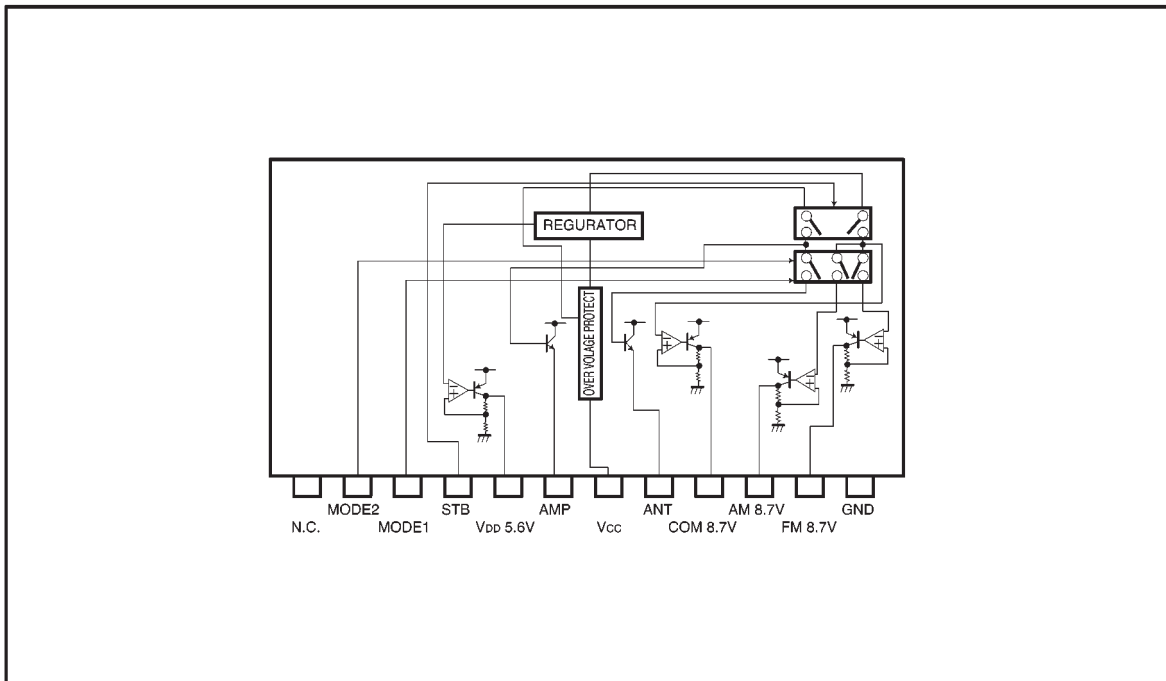 REGURATOR
OVER VOLAGE PROTECT
MODE2 STB AMP ANT AM 8.7V GND
N.C. MODE1 VDD 5.6V Vcc COM 8.7V FM 8.7V